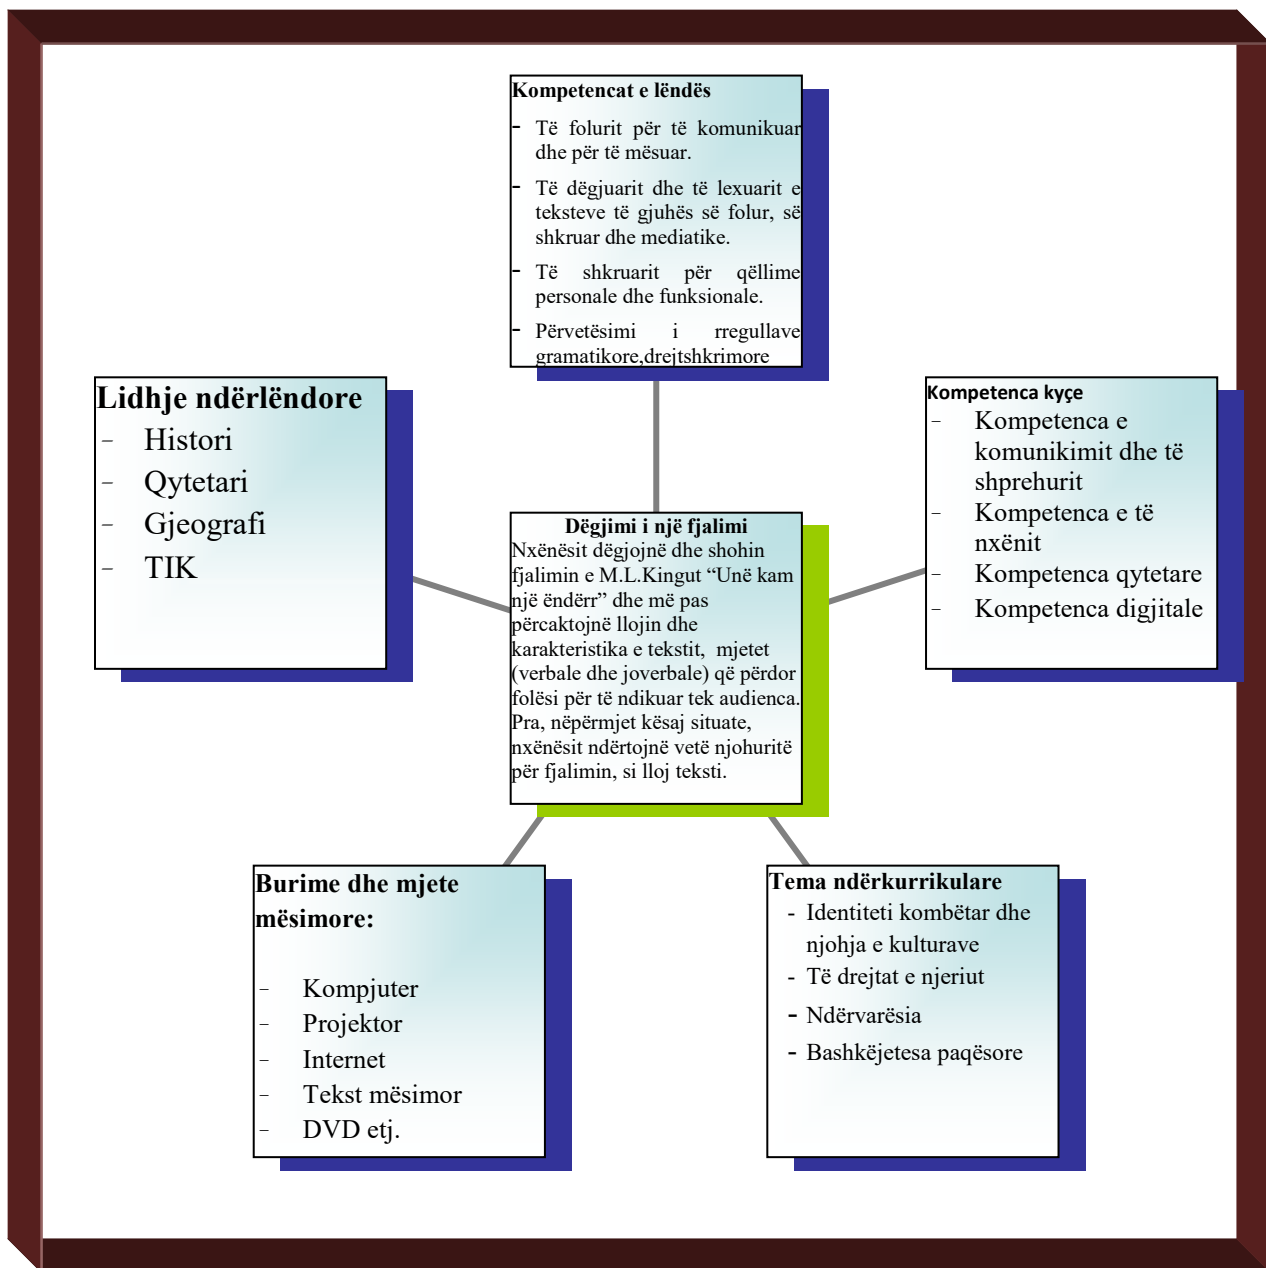 Kompetencat e lëndës
- Të folurit për të komunikuar
dhe për të mësuar.
- Të dëgjuarit dhe të lexuarit e
teksteve të gjuhës së folur, së
shkruar dhe mediatike.
- Të shkruarit për qëllime
personale dhe funksionale.
- Përvetësimi i rregullave
gramatikore,drejtshkrimore
Lidhje ndërlëndore
- Histori
- Qytetari
- Gjeografi
- TIK
Kompetenca kyçe
- Kompetenca e
komunikimit dhe të
shprehurit
- Kompetenca e të
nxënit
- Kompetenca qytetare
- Kompetenca digjitale
Dëgjimi i një fjalimi
Nxënësit dëgjojnë dhe shohin
fjalimin e M.L.Kingut “Unë kam
një ëndërr” dhe më pas
përcaktojnë llojin dhe
karakteristika e tekstit, mjetet
(verbale dhe joverbale) që përdor
folësi për të ndikuar tek audienca.
Pra, nëpërmjet kësaj situate,
nxënësit ndërtojnë vetë njohuritë
për fjalimin, si lloj teksti.
Burime dhe mjete
mësimore:
- Kompjuter
- Projektor
- Internet
- Tekst mësimor
- DVD etj.
Tema ndërkurrikulare
- Identiteti kombëtar dhe
njohja e kulturave
- Të drejtat e njeriut
- Ndërvarësia
- Bashkëjetesa paqësore